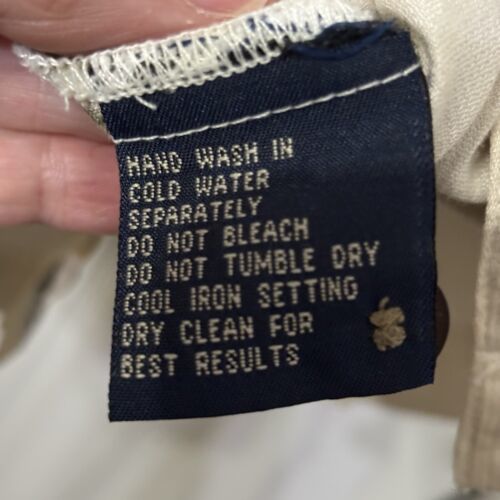 HAND WASH IN
COLD WATER
SEPARATELY
DO NOT BLEACH
DO NOT TUMBLE DRY
COOL IRON SETTING
DRY CLEAN FOR
BEST RESULTS